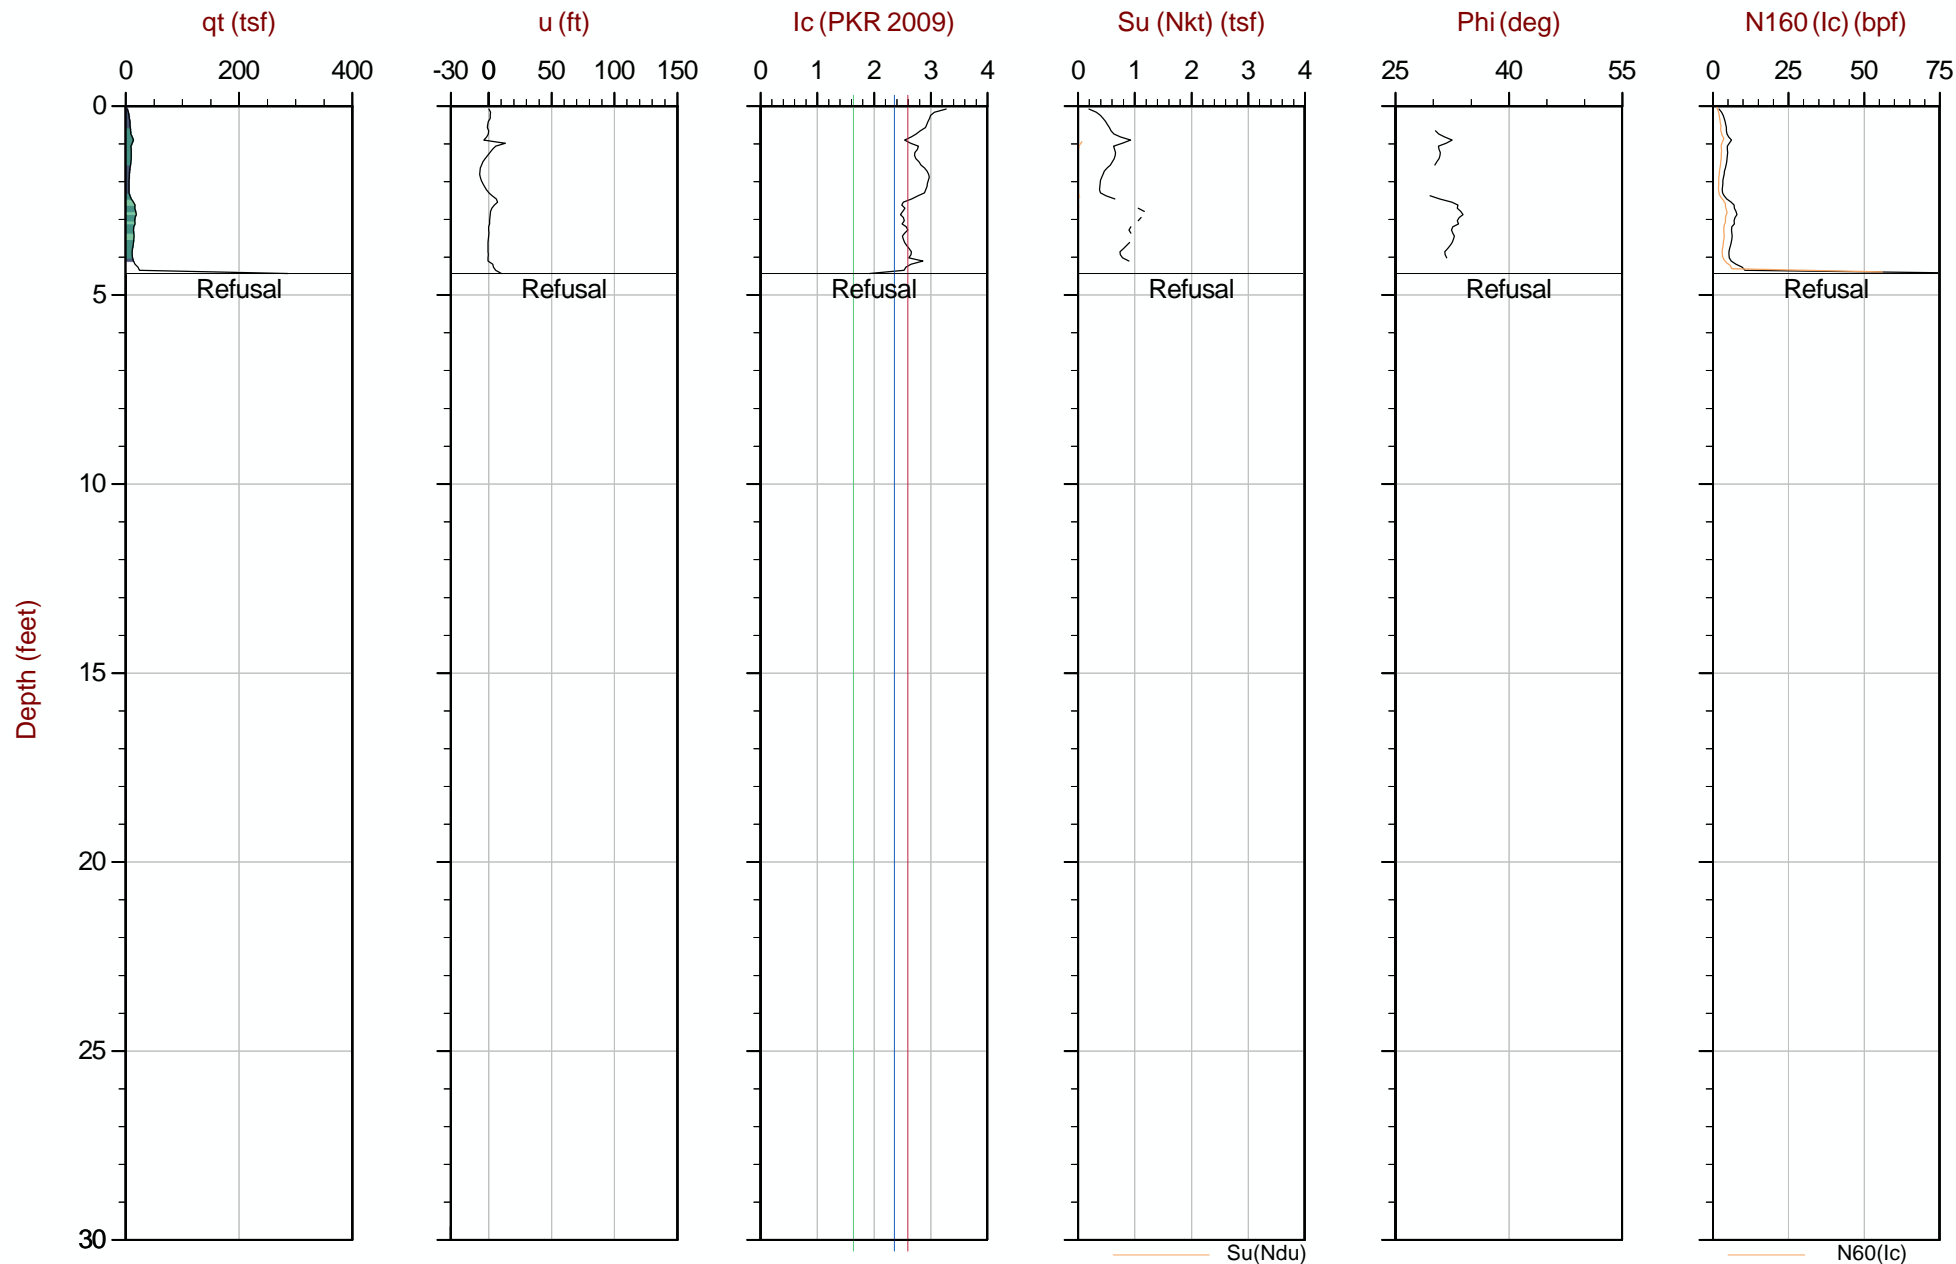 qt (tsf) u (ft) Ic (PKR 2009) Su (Nkt) (tsf) Phi (deg) N160 (Ic) (bpf)
0 200 400 -30 0 50 100 150 0 1 2 3 4 0 1 2 3 4 25 40 55 0 25 50 75
0
Refusal Refusal Refusal Refusal Refusal Refusal
5
10
15
20
25
30
Depth (feet)
Su(Ndu) N60(Ic)